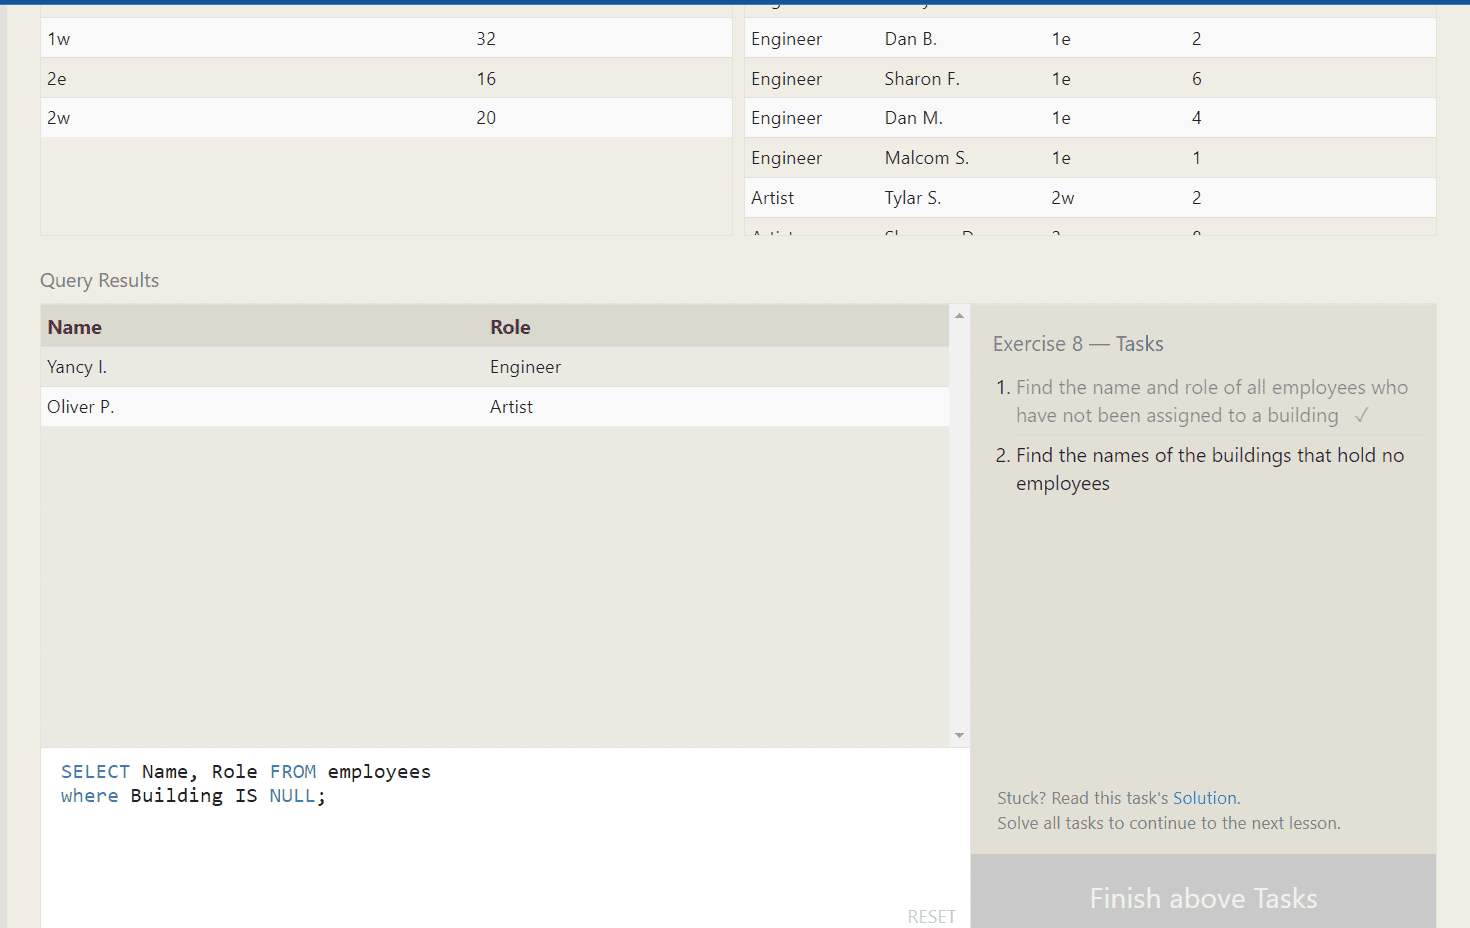 1w 32
2e 16
2w 20
Engineer Dan B. 1e 2
Engineer Sharon F. 1e 6
Engineer Dan M. 1e 4
Engineer Malcom S. 1e 1
Artist Tylar S. 2w 2
Query Results
Name Role
Yancy I. Engineer
Oliver P. Artist
Exercise 8 — Tasks
1. Find the name and role of all employees who
have not been assigned to a building ✓
2. Find the names of the buildings that hold no
employees
Stuck? Read this task's Solution.
Solve all tasks to continue to the next lesson.
Finish above Tasks
SELECT Name, Role FROM employees
where Building IS NULL;
RESET